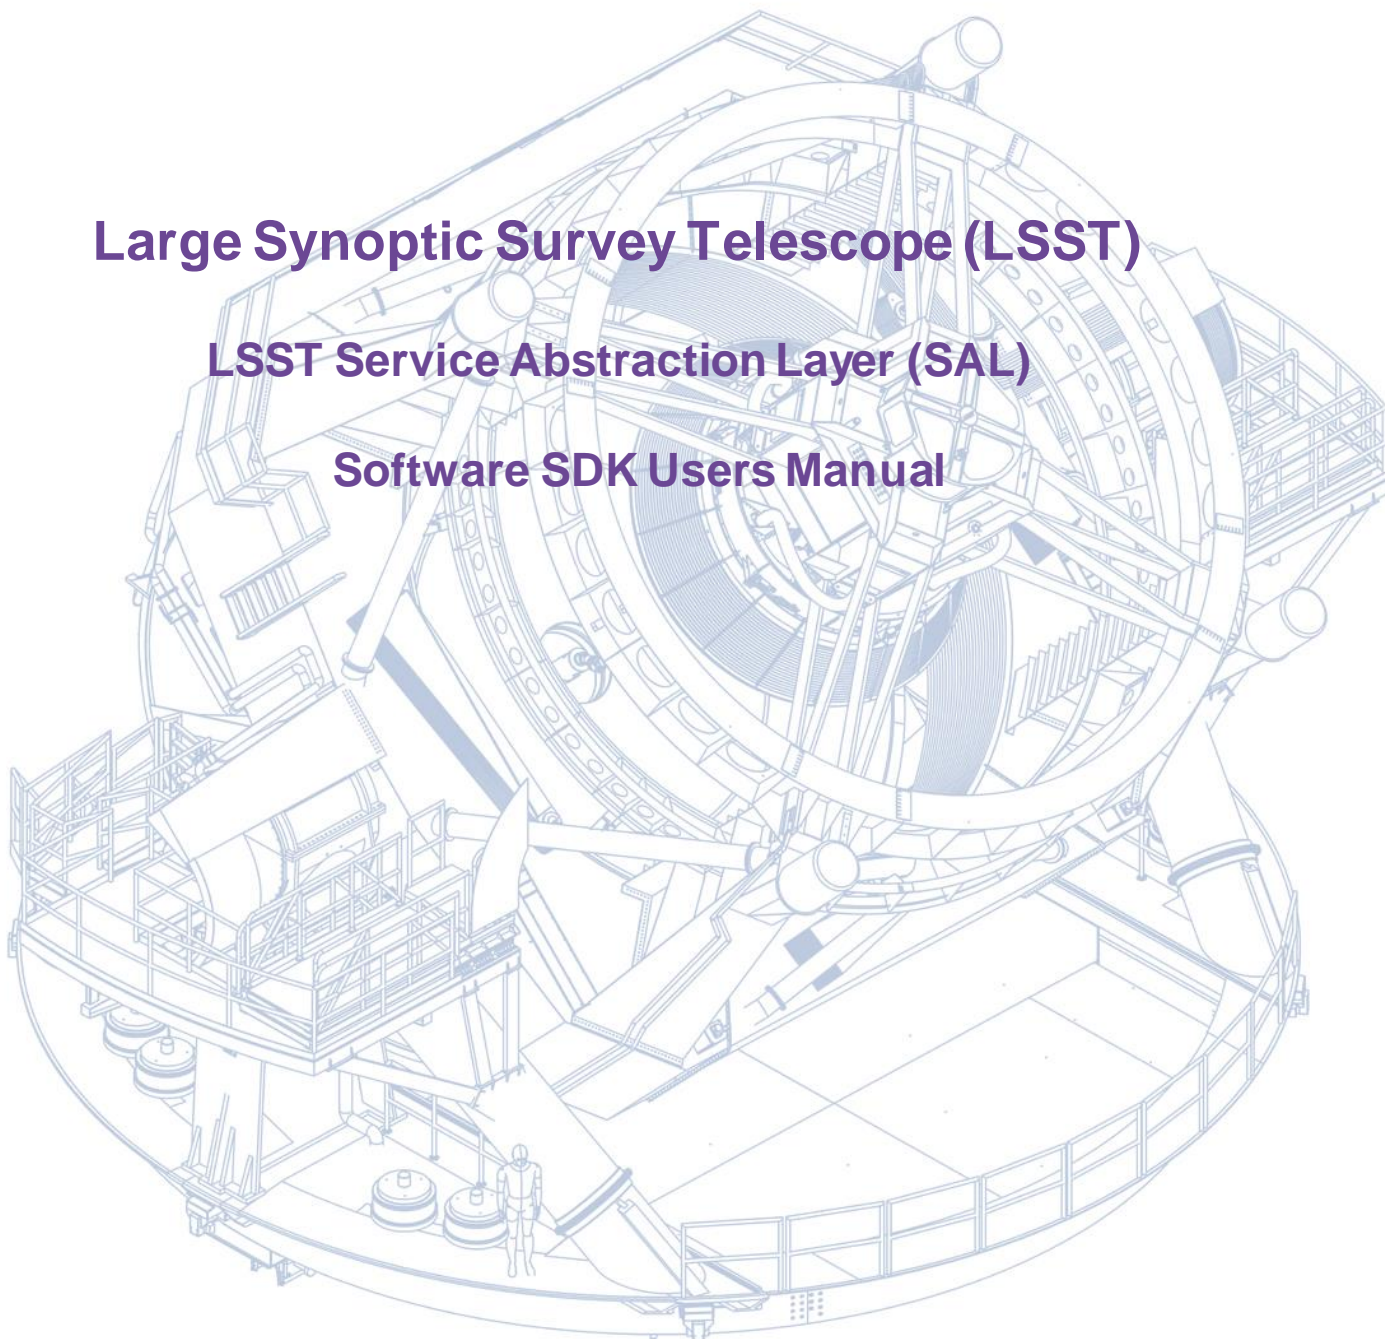 Large Synoptic Survey Telescope (LSST)
LSST Service Abstraction Layer (SAL)
Software SDK Users Manual